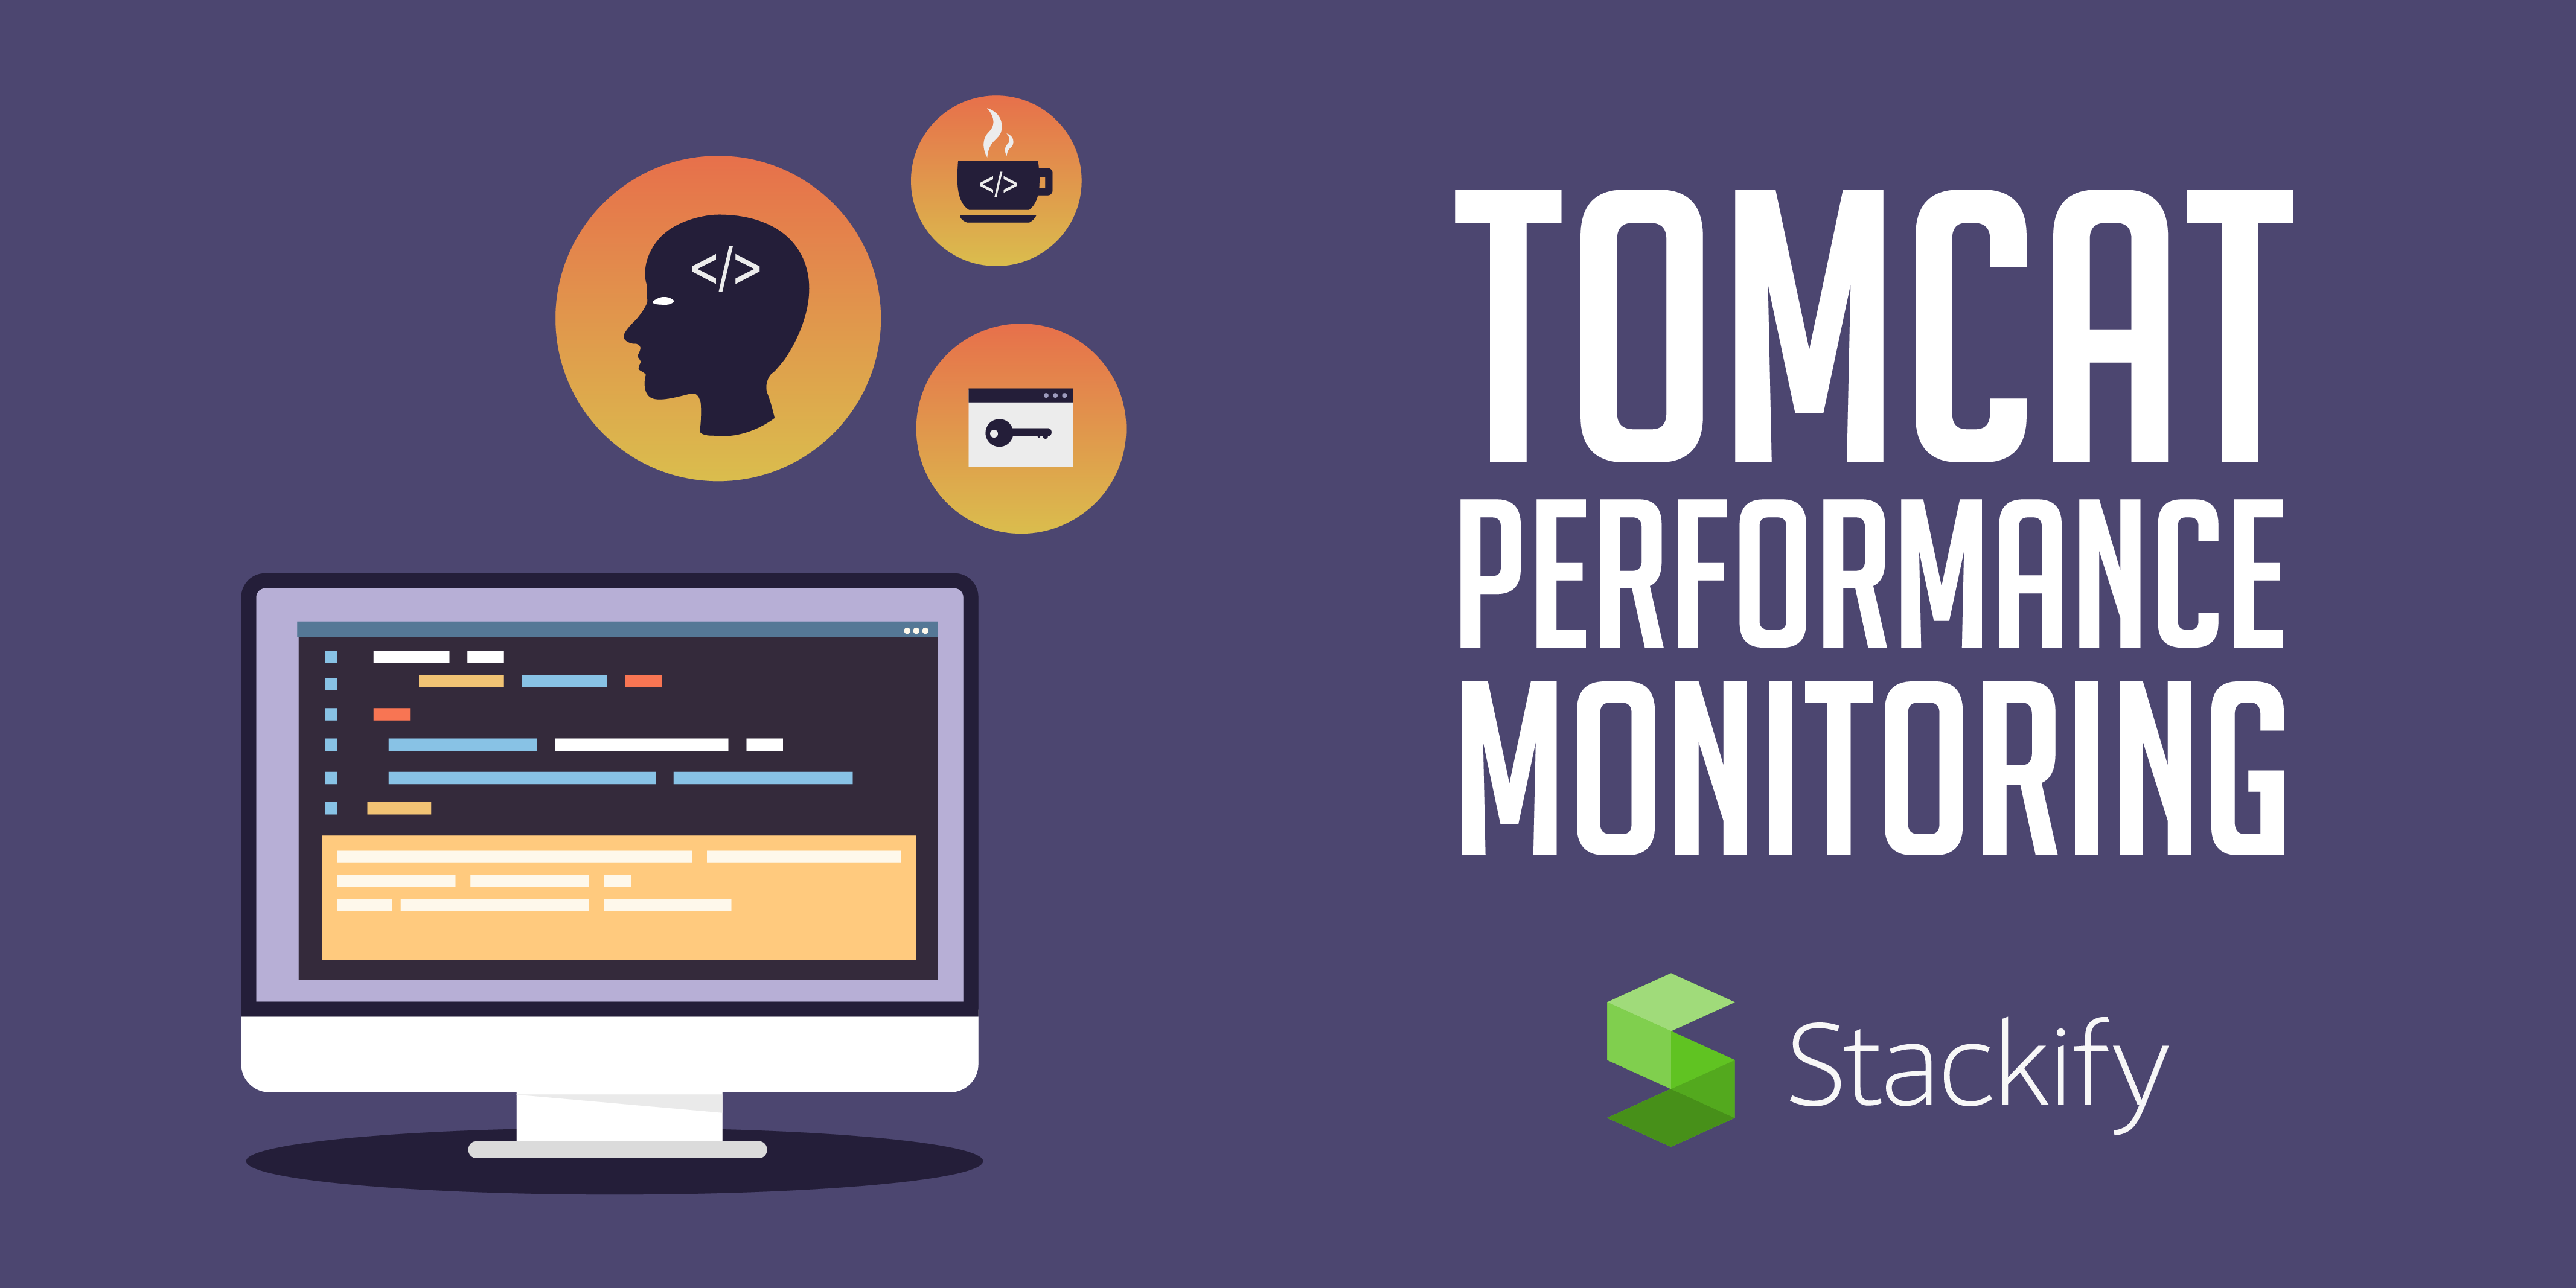 </>
</>
TOMCAT
PERFORMANCE
MONITORING
Stackify